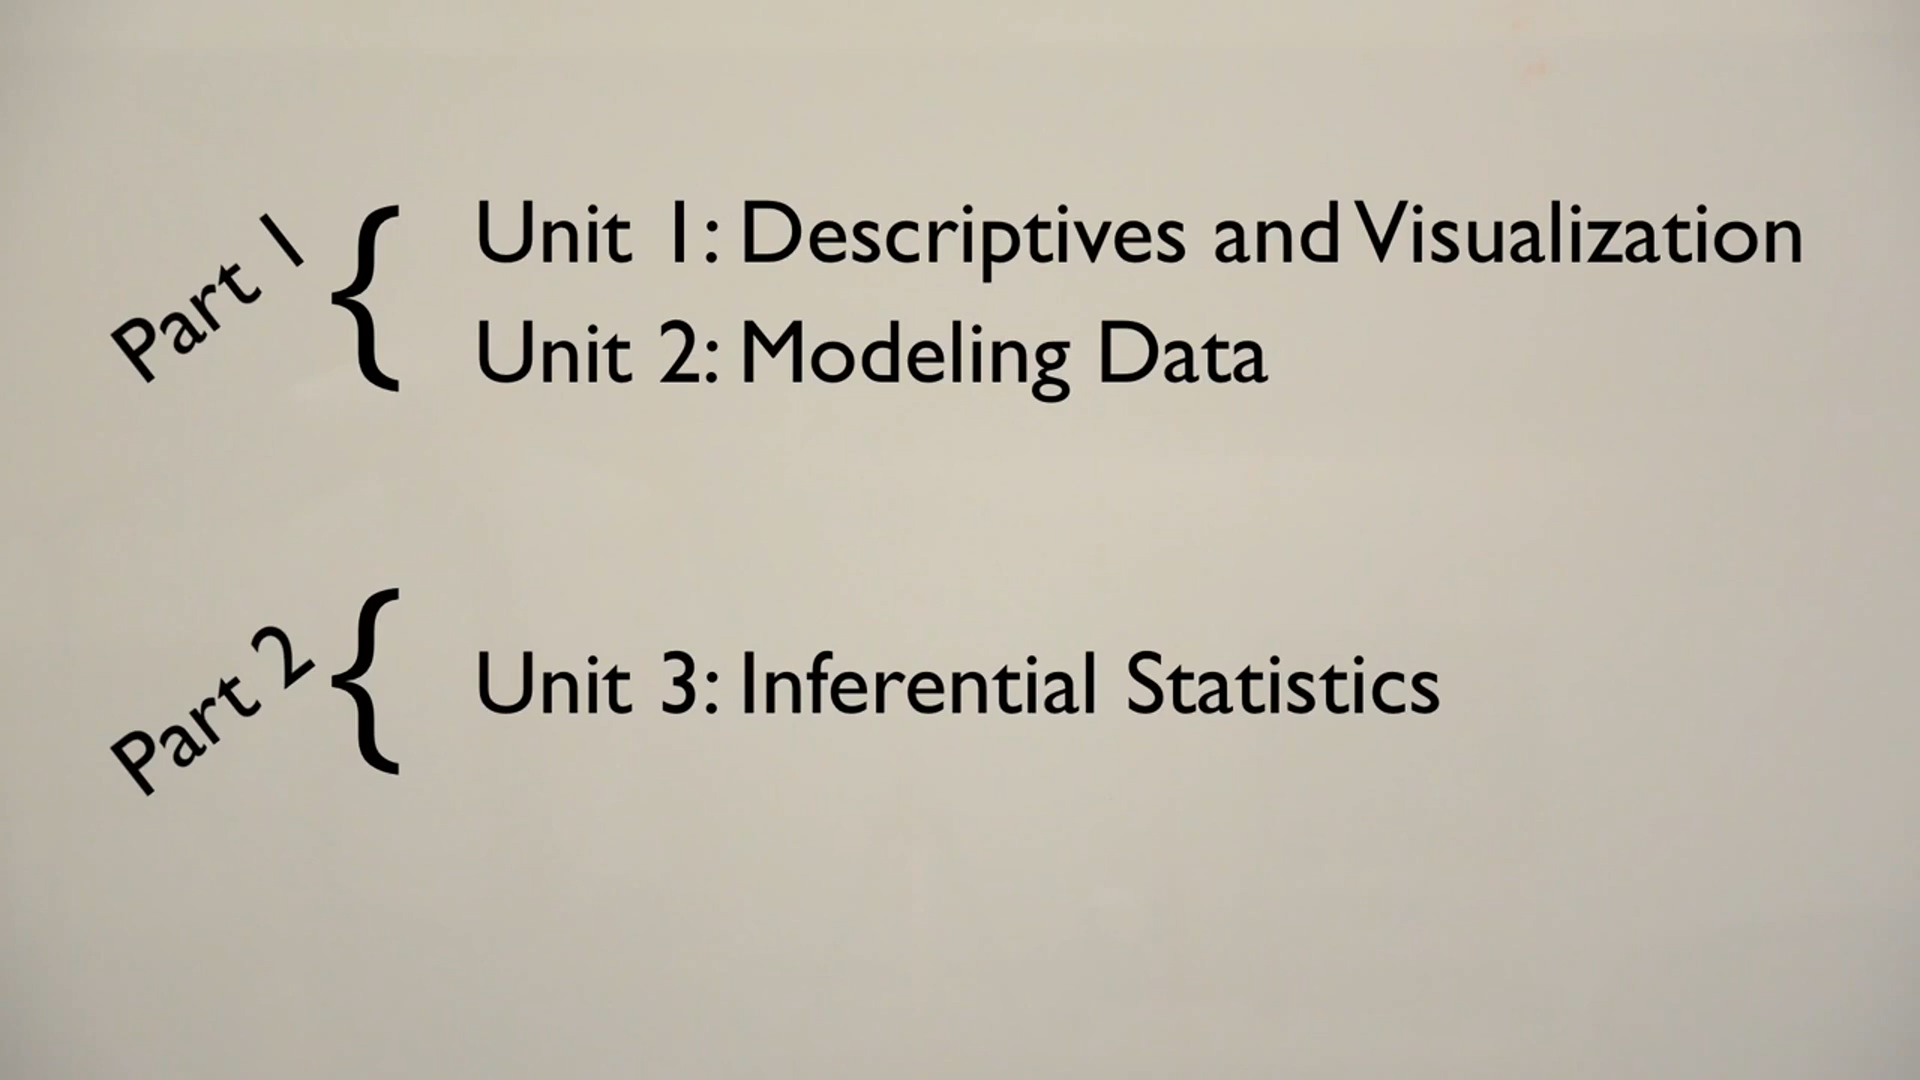 Part 1
{
Unit 1: Descriptives and Visualization
Unit 2: Modeling Data
Part 2
{
Unit 3: Inferential Statistics